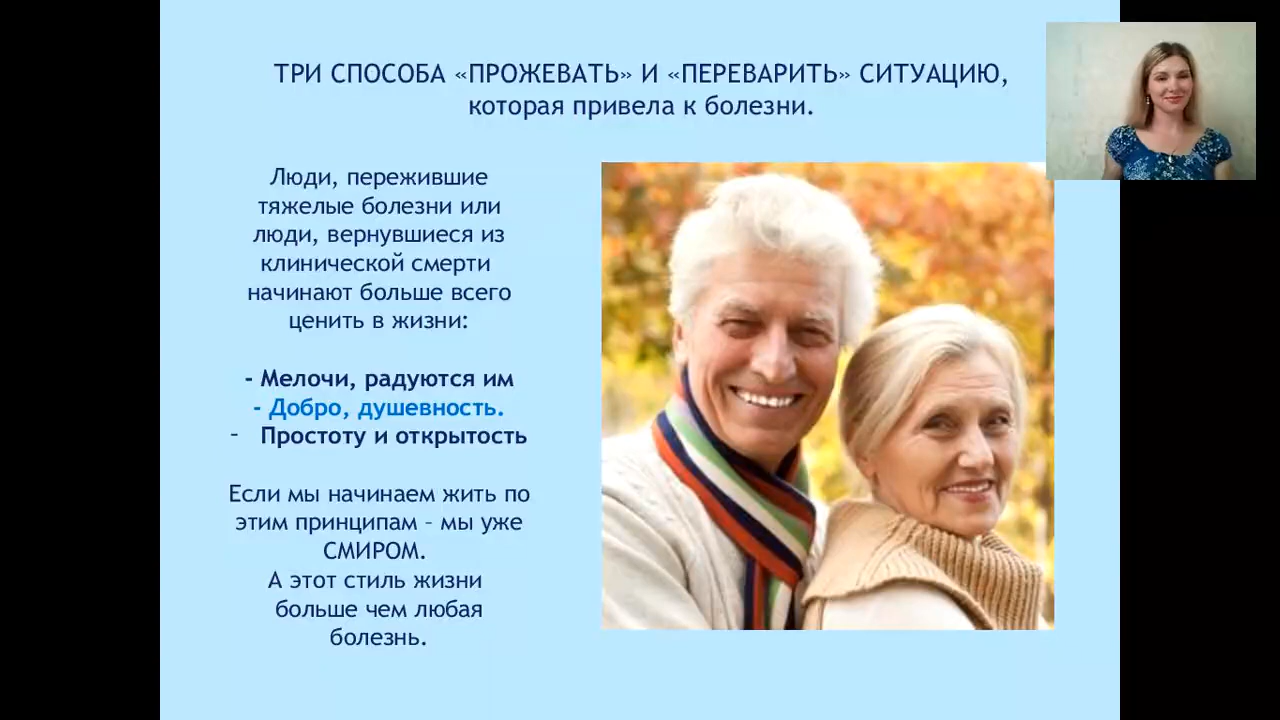 ТРИ СПОСОБА «ПРОЖЕВАТЬ» И «ПЕРЕВАРИТЬ» СИТУАЦИЮ,
которая привела к болезни.
Люди, пережившие
тяжелые болезни или
люди, вернувшиеся из
клинической смерти
начинают больше всего
ценить в жизни:
- Мелочи, радуются им
- Добро, душевность.
- Простоту и открытость
Если мы начинаем жить по
этим принципам – мы уже
СМИРОМ.
А этот стиль жизни
больше чем любая
болезнь.